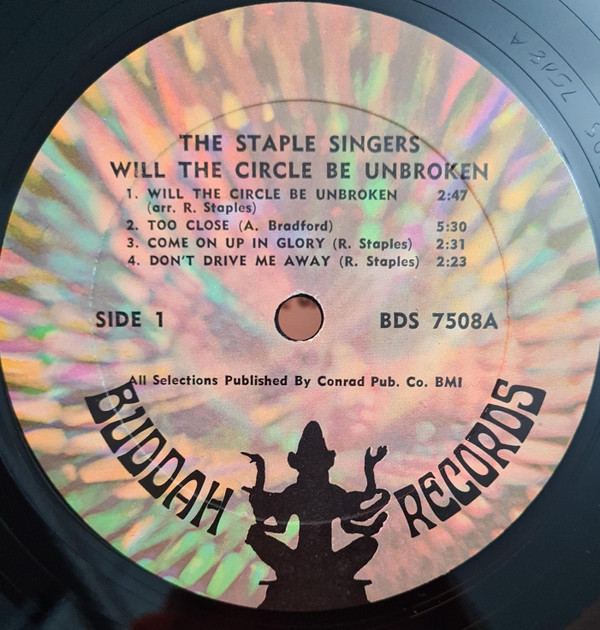 THE STAPLE SINGERS
WILL THE CIRCLE BE UNBROKEN
1. WILL THE CIRCLE BE UNBROKEN 2:47
(arr. R. Staples)
2. TOO CLOSE (A. Bradford) 5:30
3. COME ON UP IN GLORY (R. Staples) 2:31
4. DON'T DRIVE ME AWAY (R. Staples) 2:23
SIDE 1 BDS 7508A
All Selections Published By Conrad Pub. Co. BMI
BUDDAH RECORDS